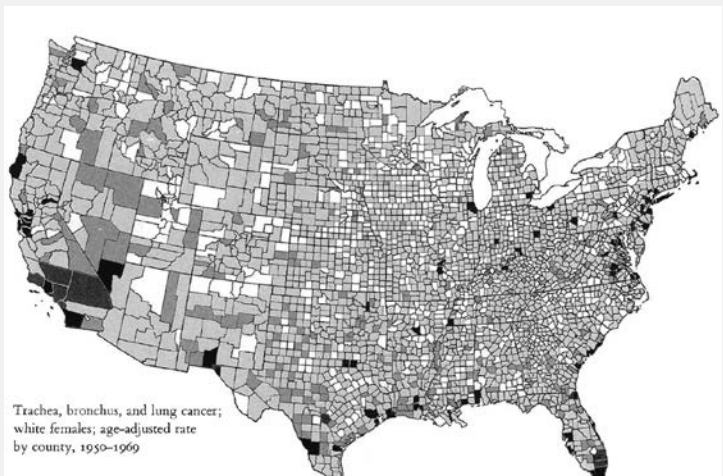 Trachea, bronchus, and lung cancer;
white females; age-adjusted rate
by county, 1950–1969